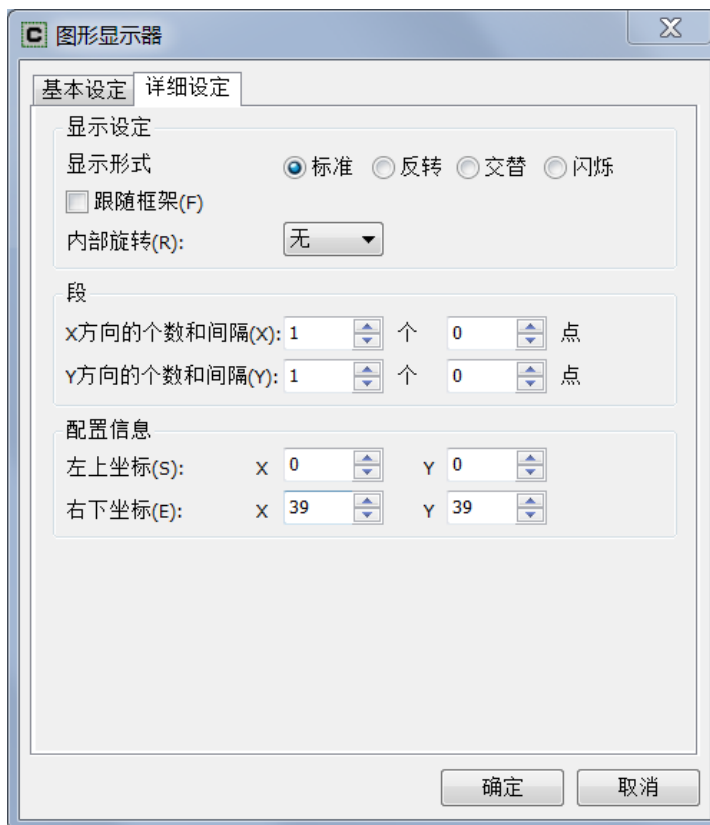 C 图形显示器
基本设定 详细设定
显示设定
显示形式 标准 反转 交替 闪烁
跟随框架(F)
内部旋转(R): 无
段
X方向的个数和间隔(X): 1 个 0 点
Y方向的个数和间隔(Y): 1 个 0 点
配置信息
左上坐标(S): X 0 Y 0
右下坐标(E): X 39 Y 39
确定 取消